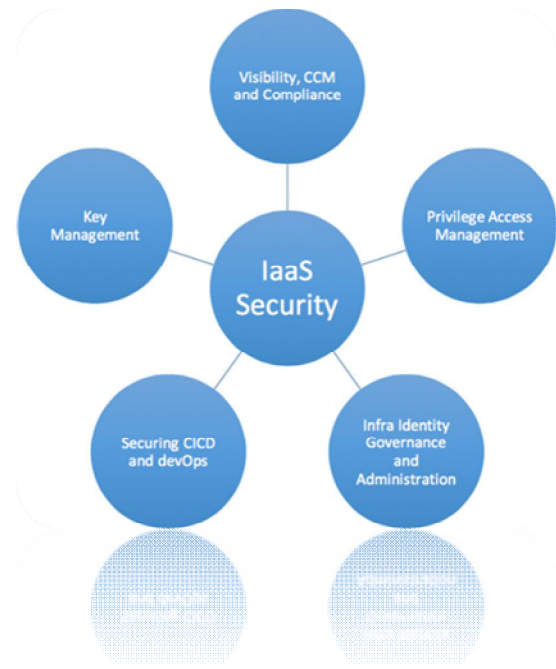 Visibility, CCM
and Compliance
Key
Management
Privilege Access
Management
IaaS
Security
Securing CICD
and devOps
Infra Identity
Governance
and
Administration